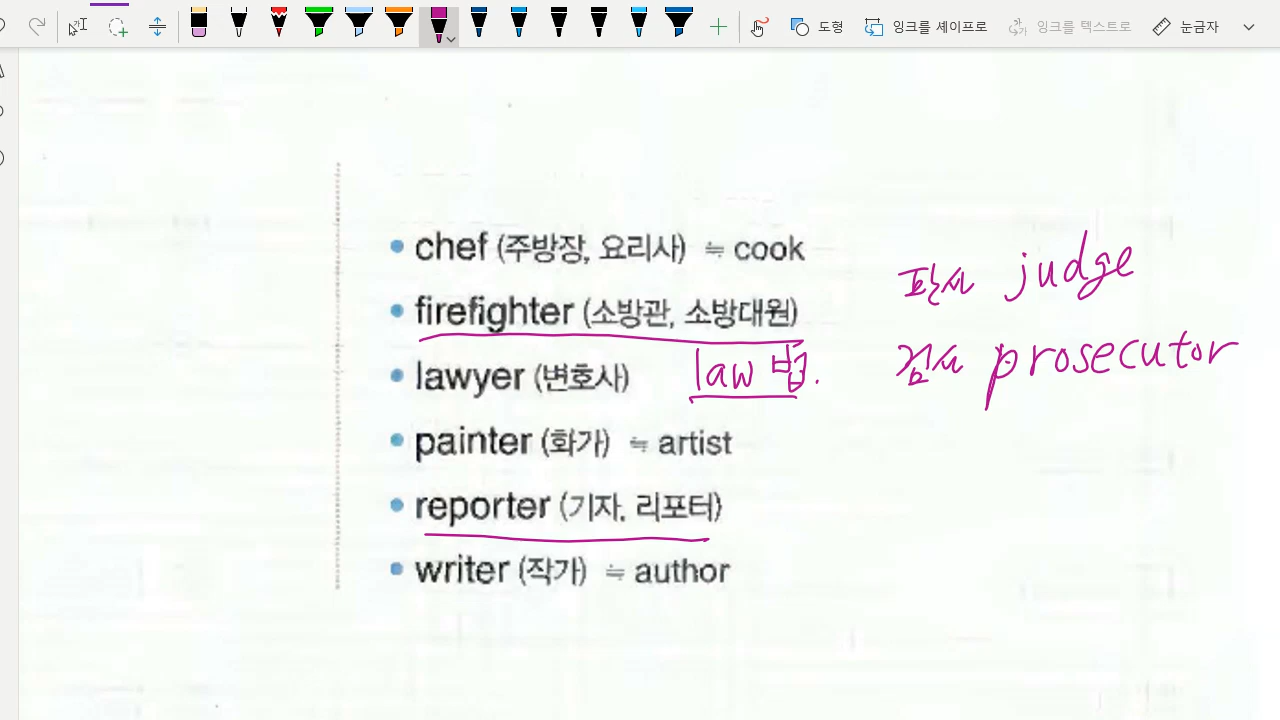 도형 잉크를 셰이프로 잉크를 텍스트로 눈금자
• chef (주방장, 요리사) ≒ cook
• firefighter (소방관, 소방대원)
• lawyer (변호사) law 법.
• painter (화가) ≒ artist
• reporter (기자, 리포터)
• writer (작가) ≒ author
판사 judge
검사 prosecutor